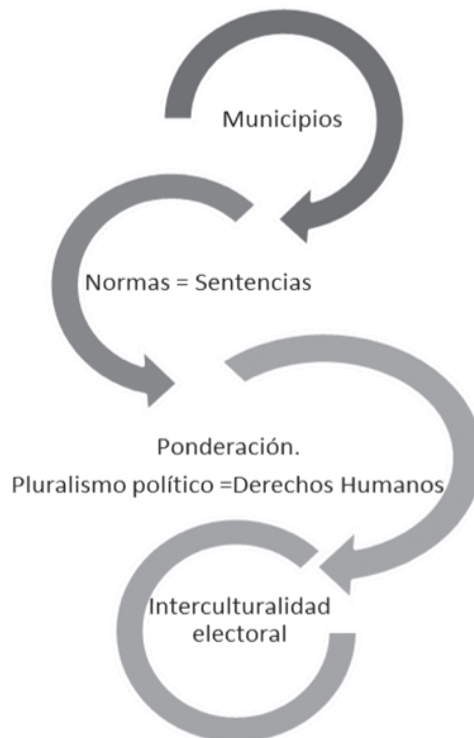 Municipios
Normas = Sentencias
Ponderación.
Pluralismo político =Derechos Humanos
Interculturalidad
electoral